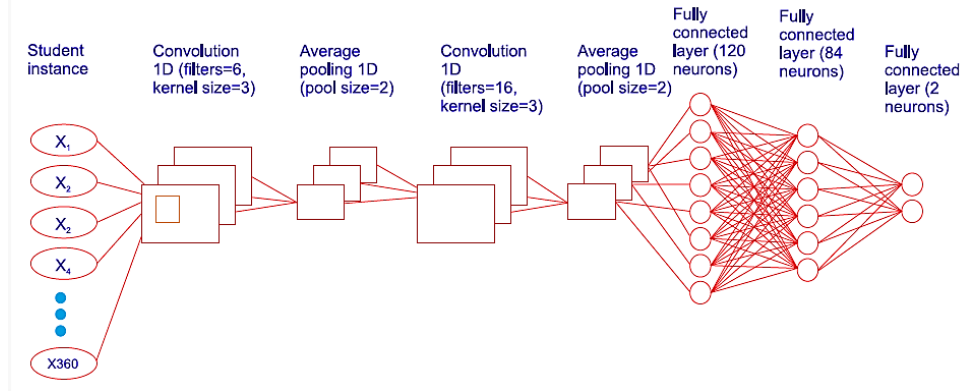 Student
instance
Convolution
1D (filters=6,
kernel size=3)
Average
pooling 1D
(pool size=2)
Convolution
1D
(filters=16,
kernel size=3)
Average
pooling 1D
(pool size=2)
Fully
connected
layer (120
neurons)
Fully
connected
layer (84
neurons)
Fully
connected
layer (2
neurons)
X1
X2
X2
X4
X360